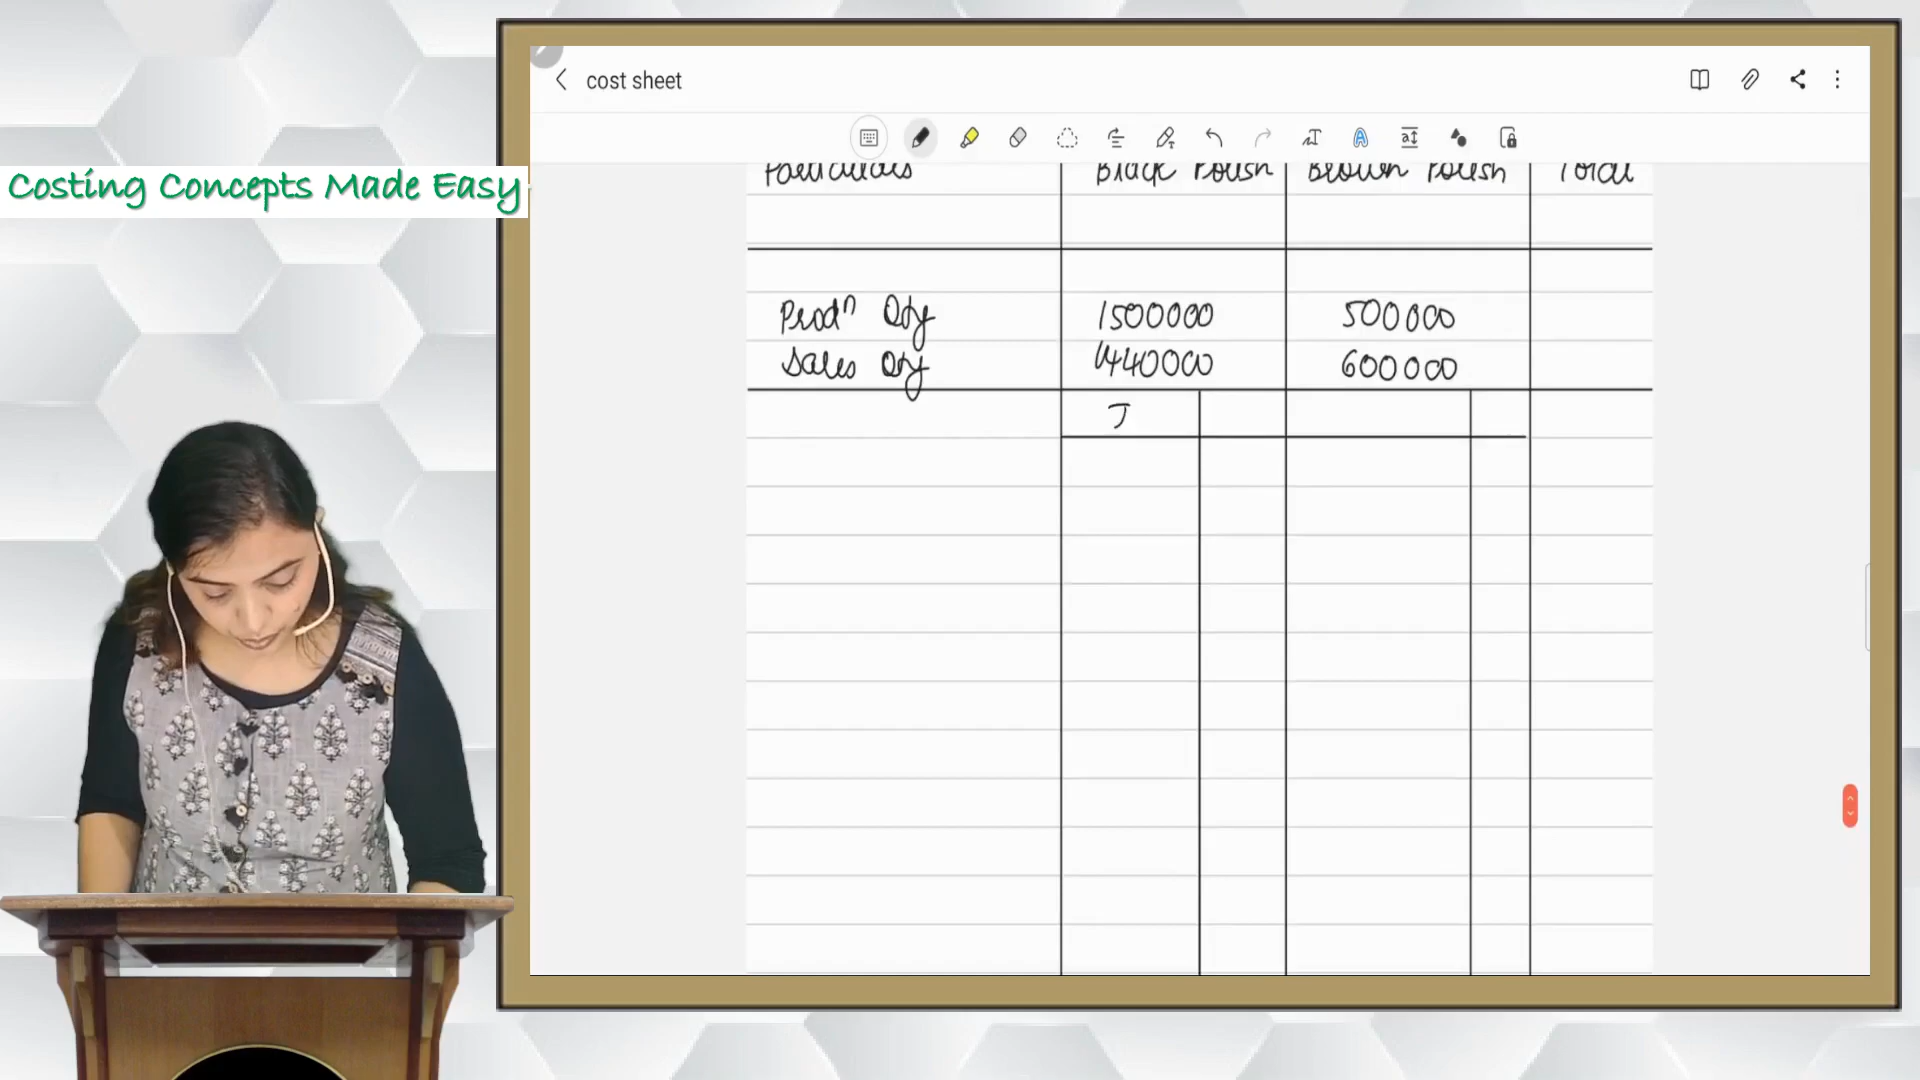 cost sheet
Costing Concepts Made Easy
Particulars Black Polish Brown Polish Total
Prodⁿ Qty 1500000 500000
Sales Qty 1440000 600000
T